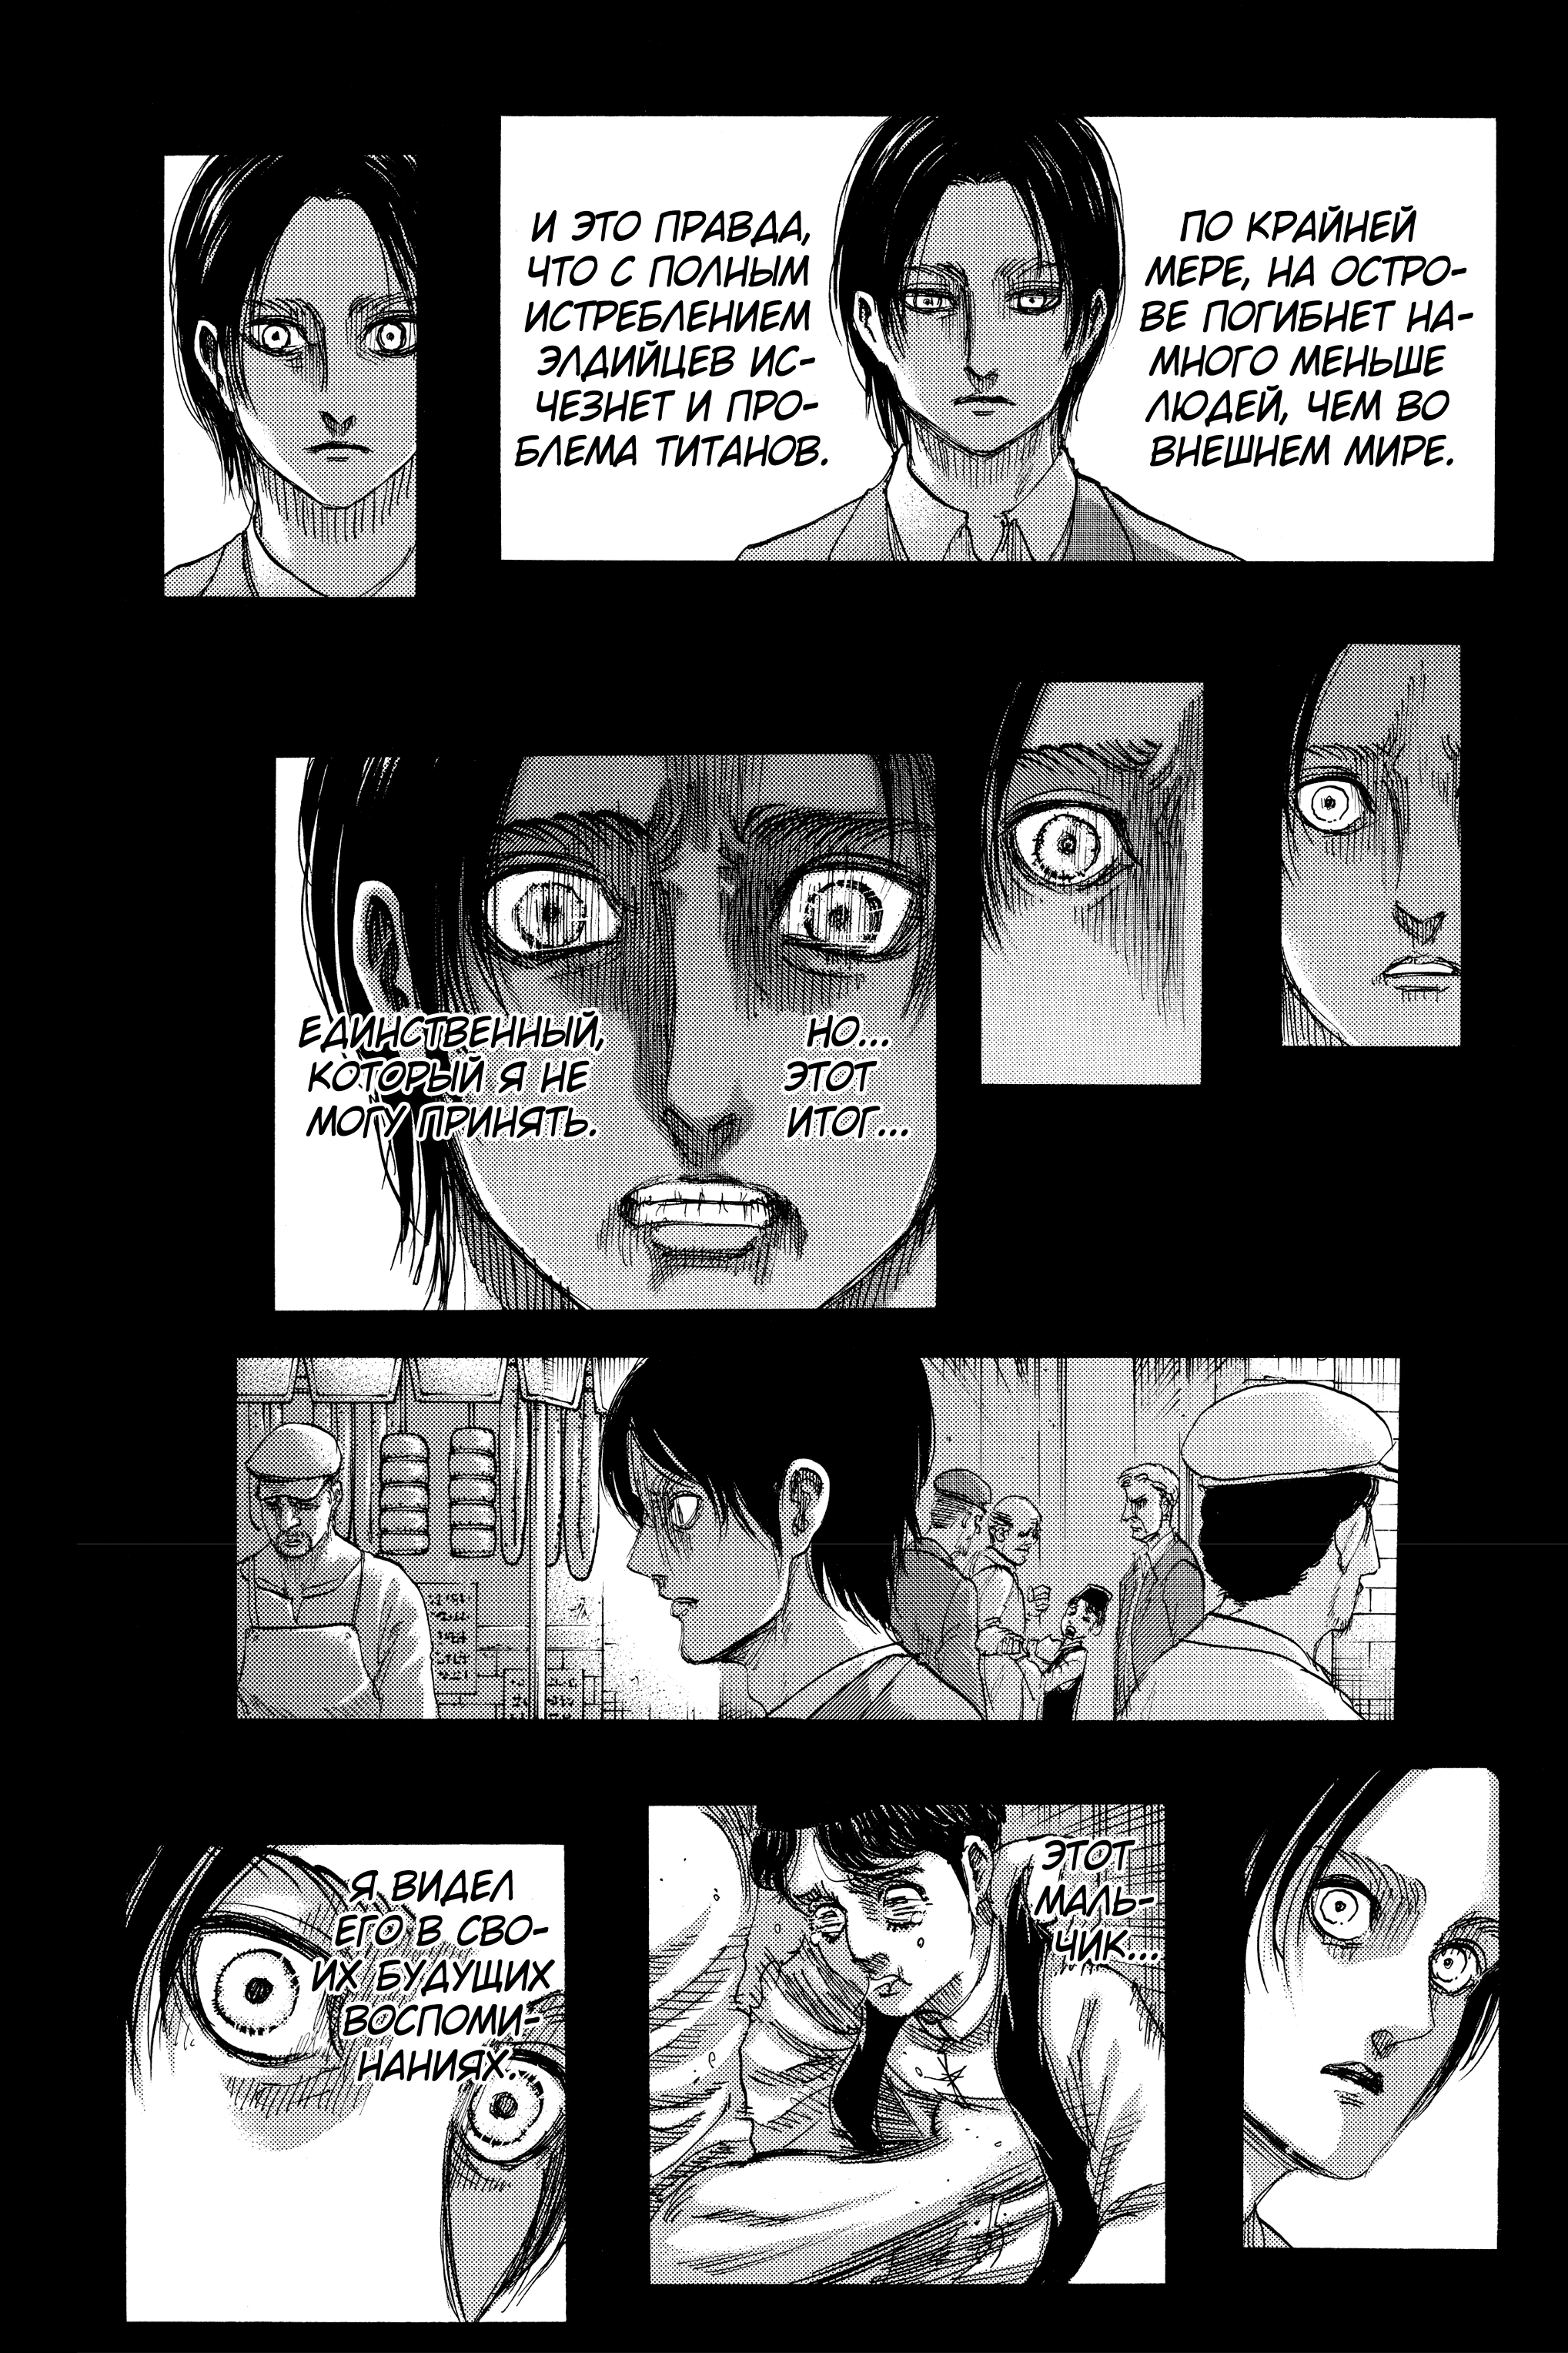 ПО КРАЙНЕЙ
МЕРЕ, НА ОСТРО-
ВЕ ПОГИБНЕТ НА-
МНОГО МЕНЬШЕ
ЛЮДЕЙ, ЧЕМ ВО
ВНЕШНЕМ МИРЕ.
И ЭТО ПРАВДА,
ЧТО С ПОЛНЫМ
ИСТРЕБЛЕНИЕМ
ЭЛДИЙЦЕВ ИС-
ЧЕЗНЕТ И ПРО-
БЛЕМА ТИТАНОВ.
НО...
ЭТОТ
ИТОГ...
ЕДИНСТВЕННЫЙ,
КОТОРЫЙ Я НЕ
МОГУ ПРИНЯТЬ.
ЭТОТ
МАЛЬ-
ЧИК...
Я ВИДЕЛ
ЕГО В СВО-
ИХ БУДУЩИХ
ВОСПОМИ-
НАНИЯХ.